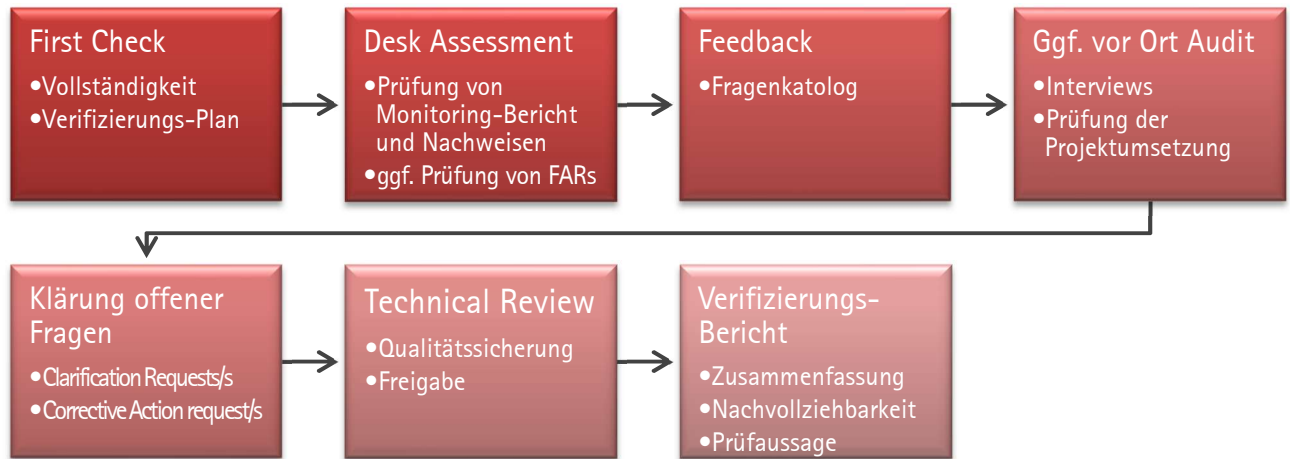 First Check
•Vollständigkeit
•Verifizierungs-Plan
Desk Assessment
•Prüfung von
Monitoring-Bericht
und Nachweisen
•ggf. Prüfung von FARs
Feedback
•Fragenkatolog
Ggf. vor Ort Audit
•Interviews
•Prüfung der
Projektumsetzung
Klärung offener
Fragen
•Clarification Requests/s
•Corrective Action request/s
Technical Review
•Qualitätssicherung
•Freigabe
Verifizierungs-
Bericht
•Zusammenfassung
•Nachvollziehbarkeit
•Prüfaussage